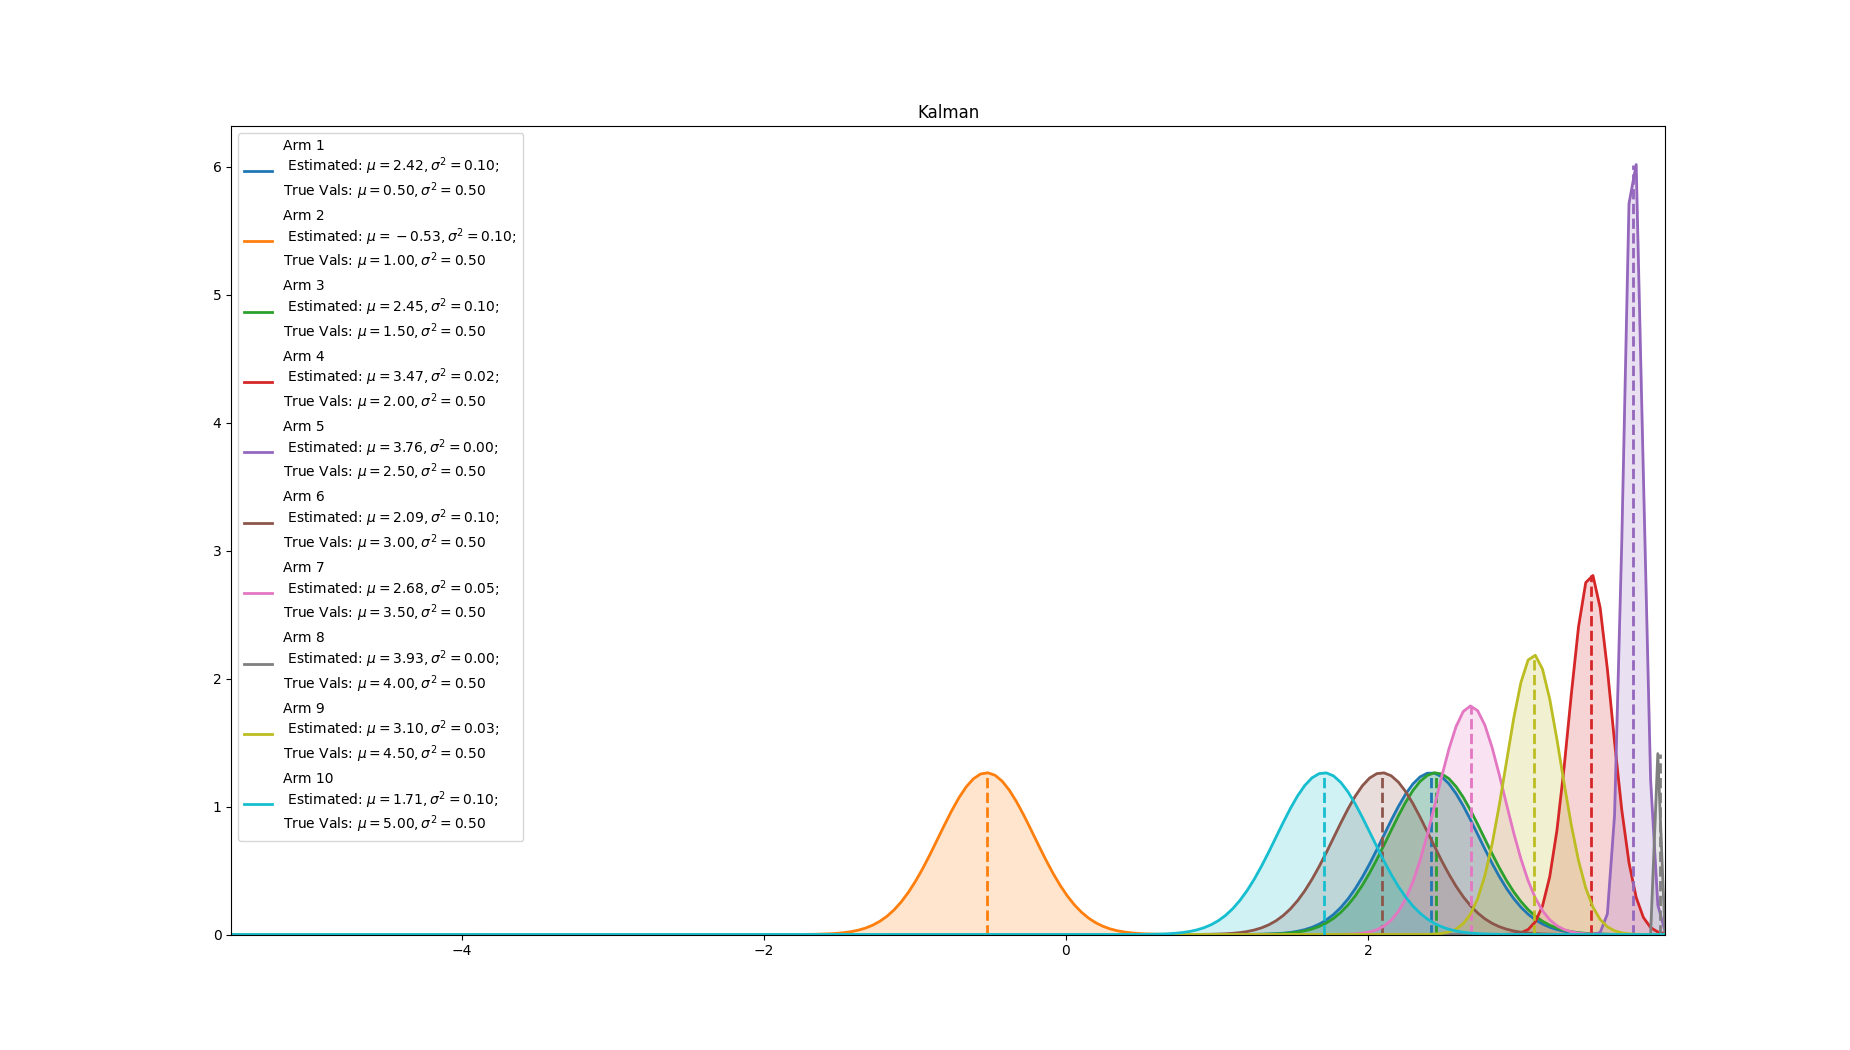 Kalman
Arm 1
Estimated: μ = 2.42, σ² = 0.10;
True Vals: μ = 0.50, σ² = 0.50
Arm 2
Estimated: μ = −0.53, σ² = 0.10;
True Vals: μ = 1.00, σ² = 0.50
Arm 3
Estimated: μ = 2.45, σ² = 0.10;
True Vals: μ = 1.50, σ² = 0.50
Arm 4
Estimated: μ = 3.47, σ² = 0.02;
True Vals: μ = 2.00, σ² = 0.50
Arm 5
Estimated: μ = 3.76, σ² = 0.00;
True Vals: μ = 2.50, σ² = 0.50
Arm 6
Estimated: μ = 2.09, σ² = 0.10;
True Vals: μ = 3.00, σ² = 0.50
Arm 7
Estimated: μ = 2.68, σ² = 0.05;
True Vals: μ = 3.50, σ² = 0.50
Arm 8
Estimated: μ = 3.93, σ² = 0.00;
True Vals: μ = 4.00, σ² = 0.50
Arm 9
Estimated: μ = 3.10, σ² = 0.03;
True Vals: μ = 4.50, σ² = 0.50
Arm 10
Estimated: μ = 1.71, σ² = 0.10;
True Vals: μ = 5.00, σ² = 0.50
6
5
4
3
2
1
0
−4 −2 0 2